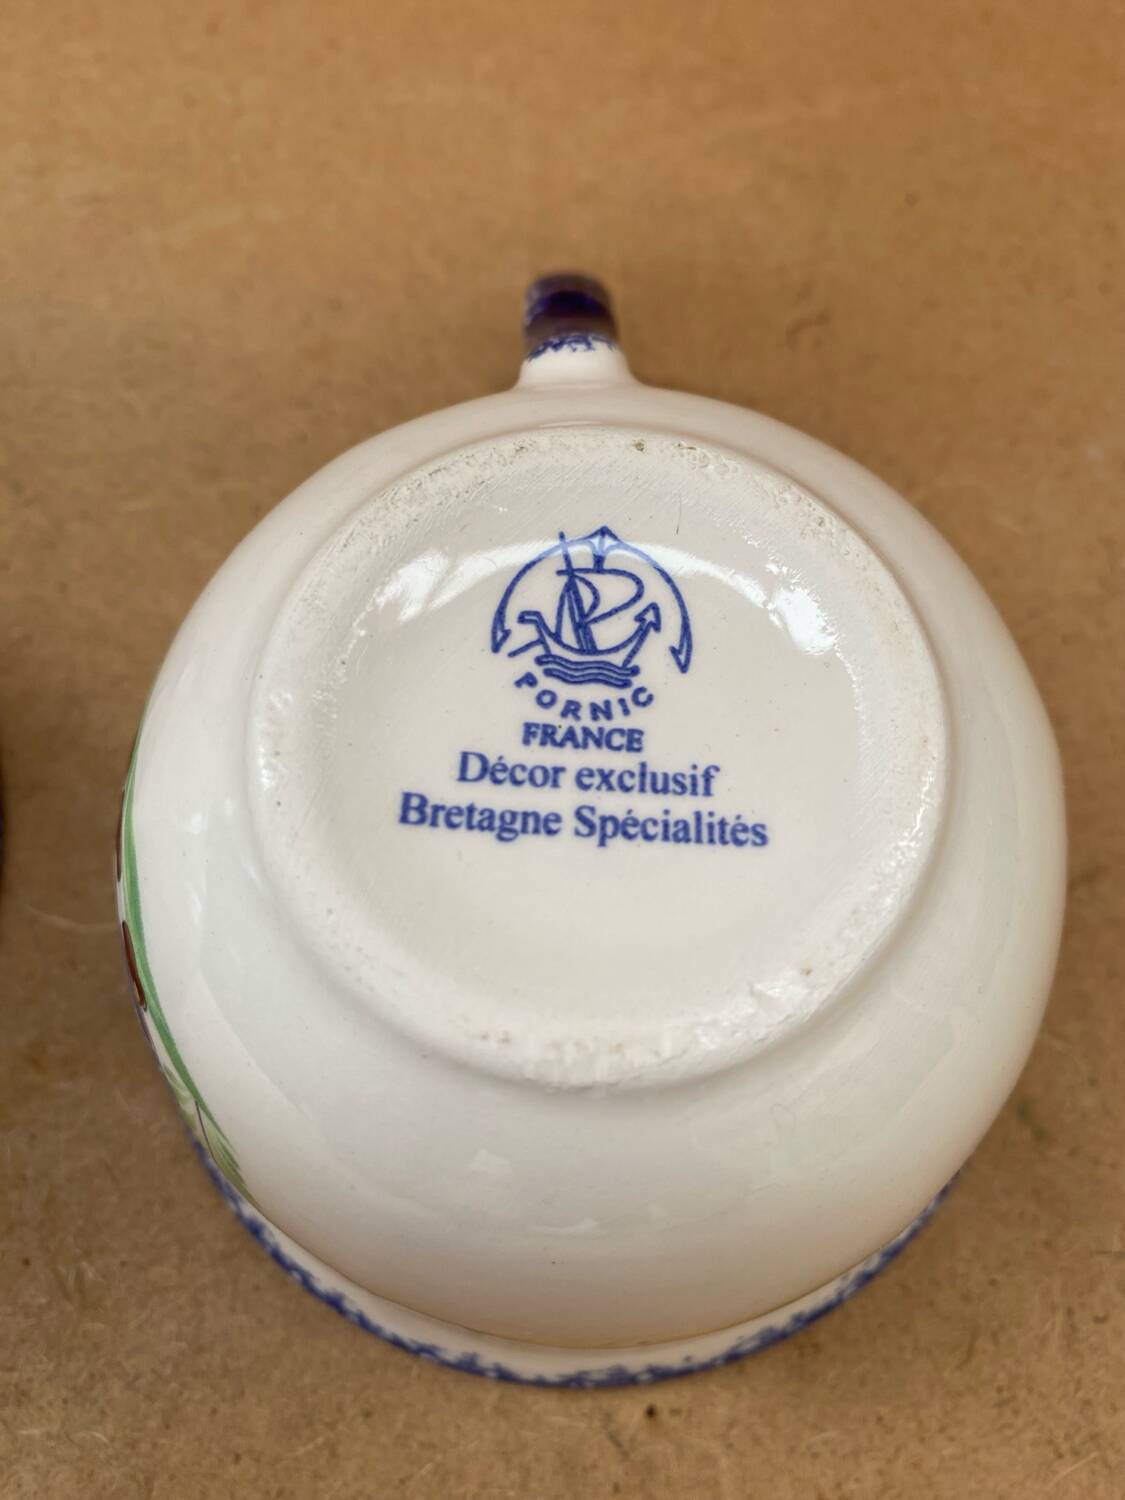 PORNIC
FRANCE
Décor exclusif
Bretagne Spécialités